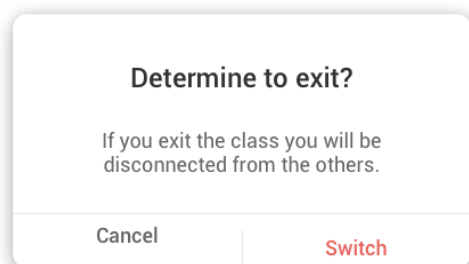 Determine to exit?
If you exit the class you will be
disconnected from the others.
Cancel
Switch